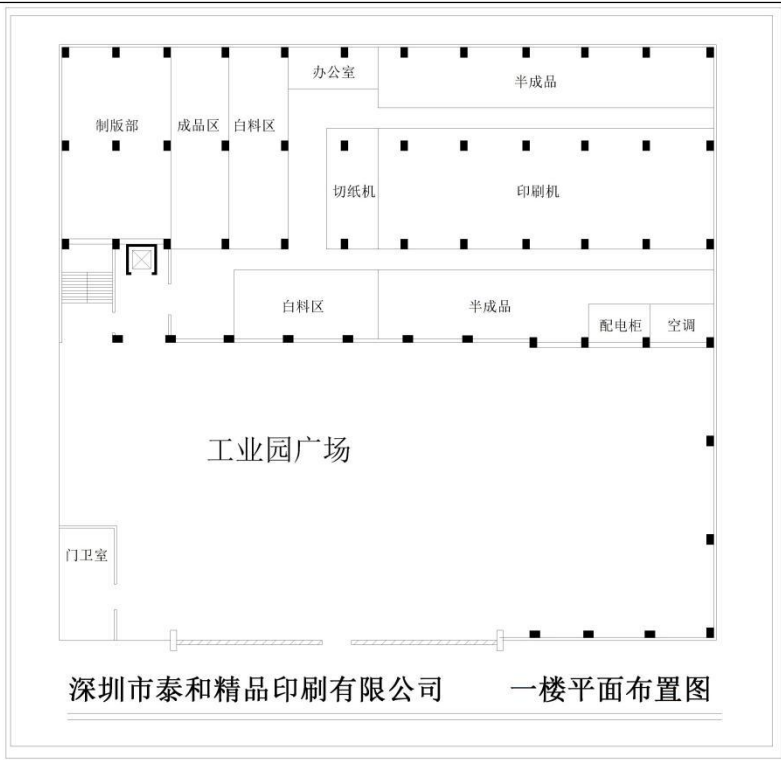 办公室
半成品
制版部
成品区
白料区
切纸机
印刷机
白料区
半成品
配电柜
空调
工业园广场
门卫室
深圳市泰和精品印刷有限公司 一楼平面布置图